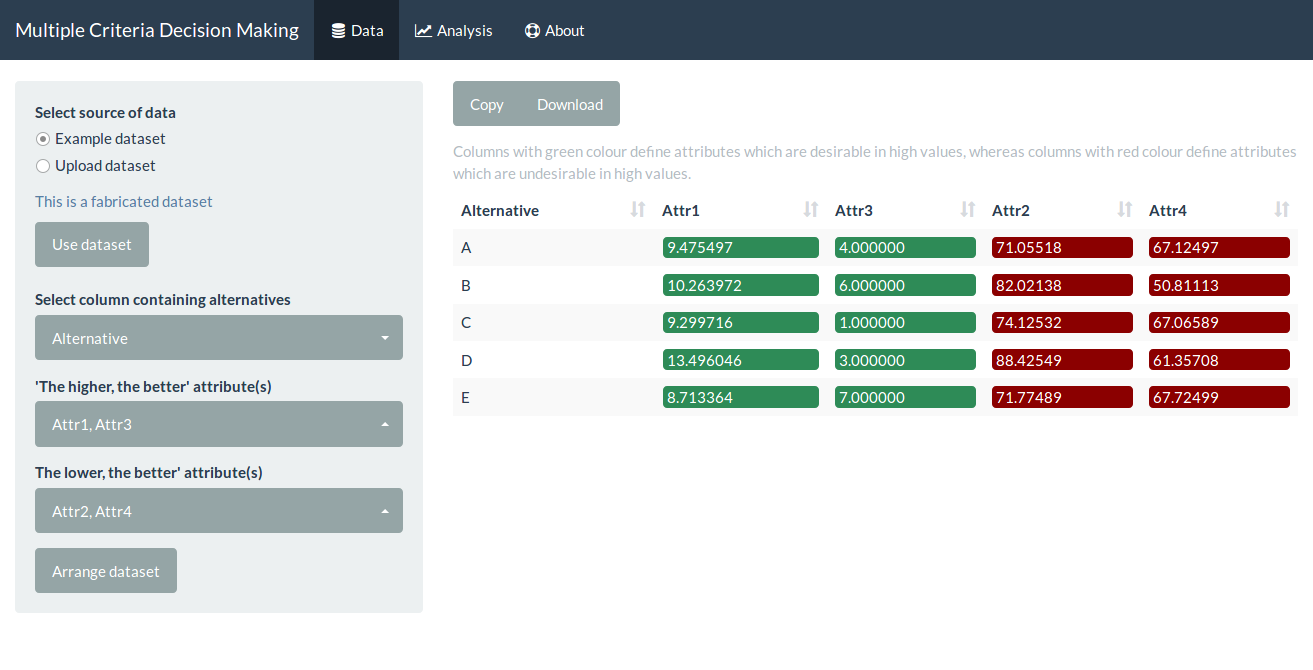 Multiple Criteria Decision Making Data Analysis About
Select source of data
Example dataset
Upload dataset
This is a fabricated dataset
Use dataset
Select column containing alternatives
Alternative
'The higher, the better' attribute(s)
Attr1, Attr3
The lower, the better' attribute(s)
Attr2, Attr4
Arrange dataset
Copy Download
Columns with green colour define attributes which are desirable in high values, whereas columns with red colour define attributes
which are undesirable in high values.
Alternative Attr1 Attr3 Attr2 Attr4
A 9.475497 4.000000 71.05518 67.12497
B 10.263972 6.000000 82.02138 50.81113
C 9.299716 1.000000 74.12532 67.06589
D 13.496046 3.000000 88.42549 61.35708
E 8.713364 7.000000 71.77489 67.72499